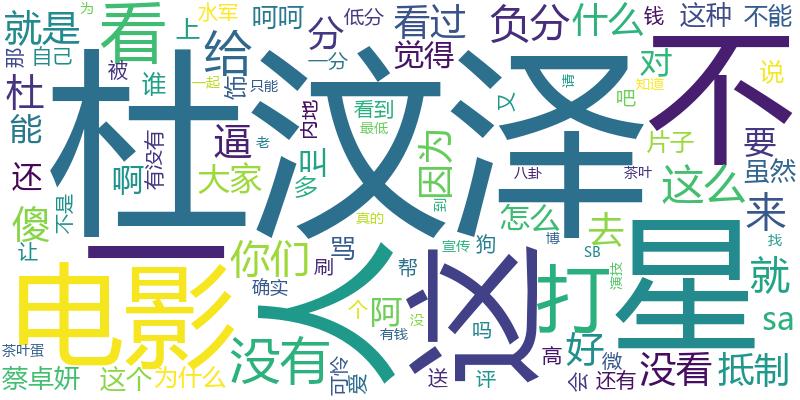 杜汶泽
不
人
这
星
电影
一
打
看
给
负分
什么
就是
分
看过
觉得
对
水军
呵呵
低分
上
钱
这种
不能
为
那
自己
被
谁
饰
一分
说
杜
能
还
逼
啊
有没有
一起
只能
内地
看到
最低
老
又
请
吧
知道
片子
要
虽然
茶叶
八卦
因为
叫
多
大家
傻
不是
让
你们
骂
刷
真的
到
宣传
狗
博
怎么
去
这么
来
找
SB
演技
就
sa
好
微
没看
抵制
高
会
还有
吗
评
送
帮
没
个
阿
有钱
确实
没有
可怜
爱
茶叶蛋
蔡卓妍
这个
为什么